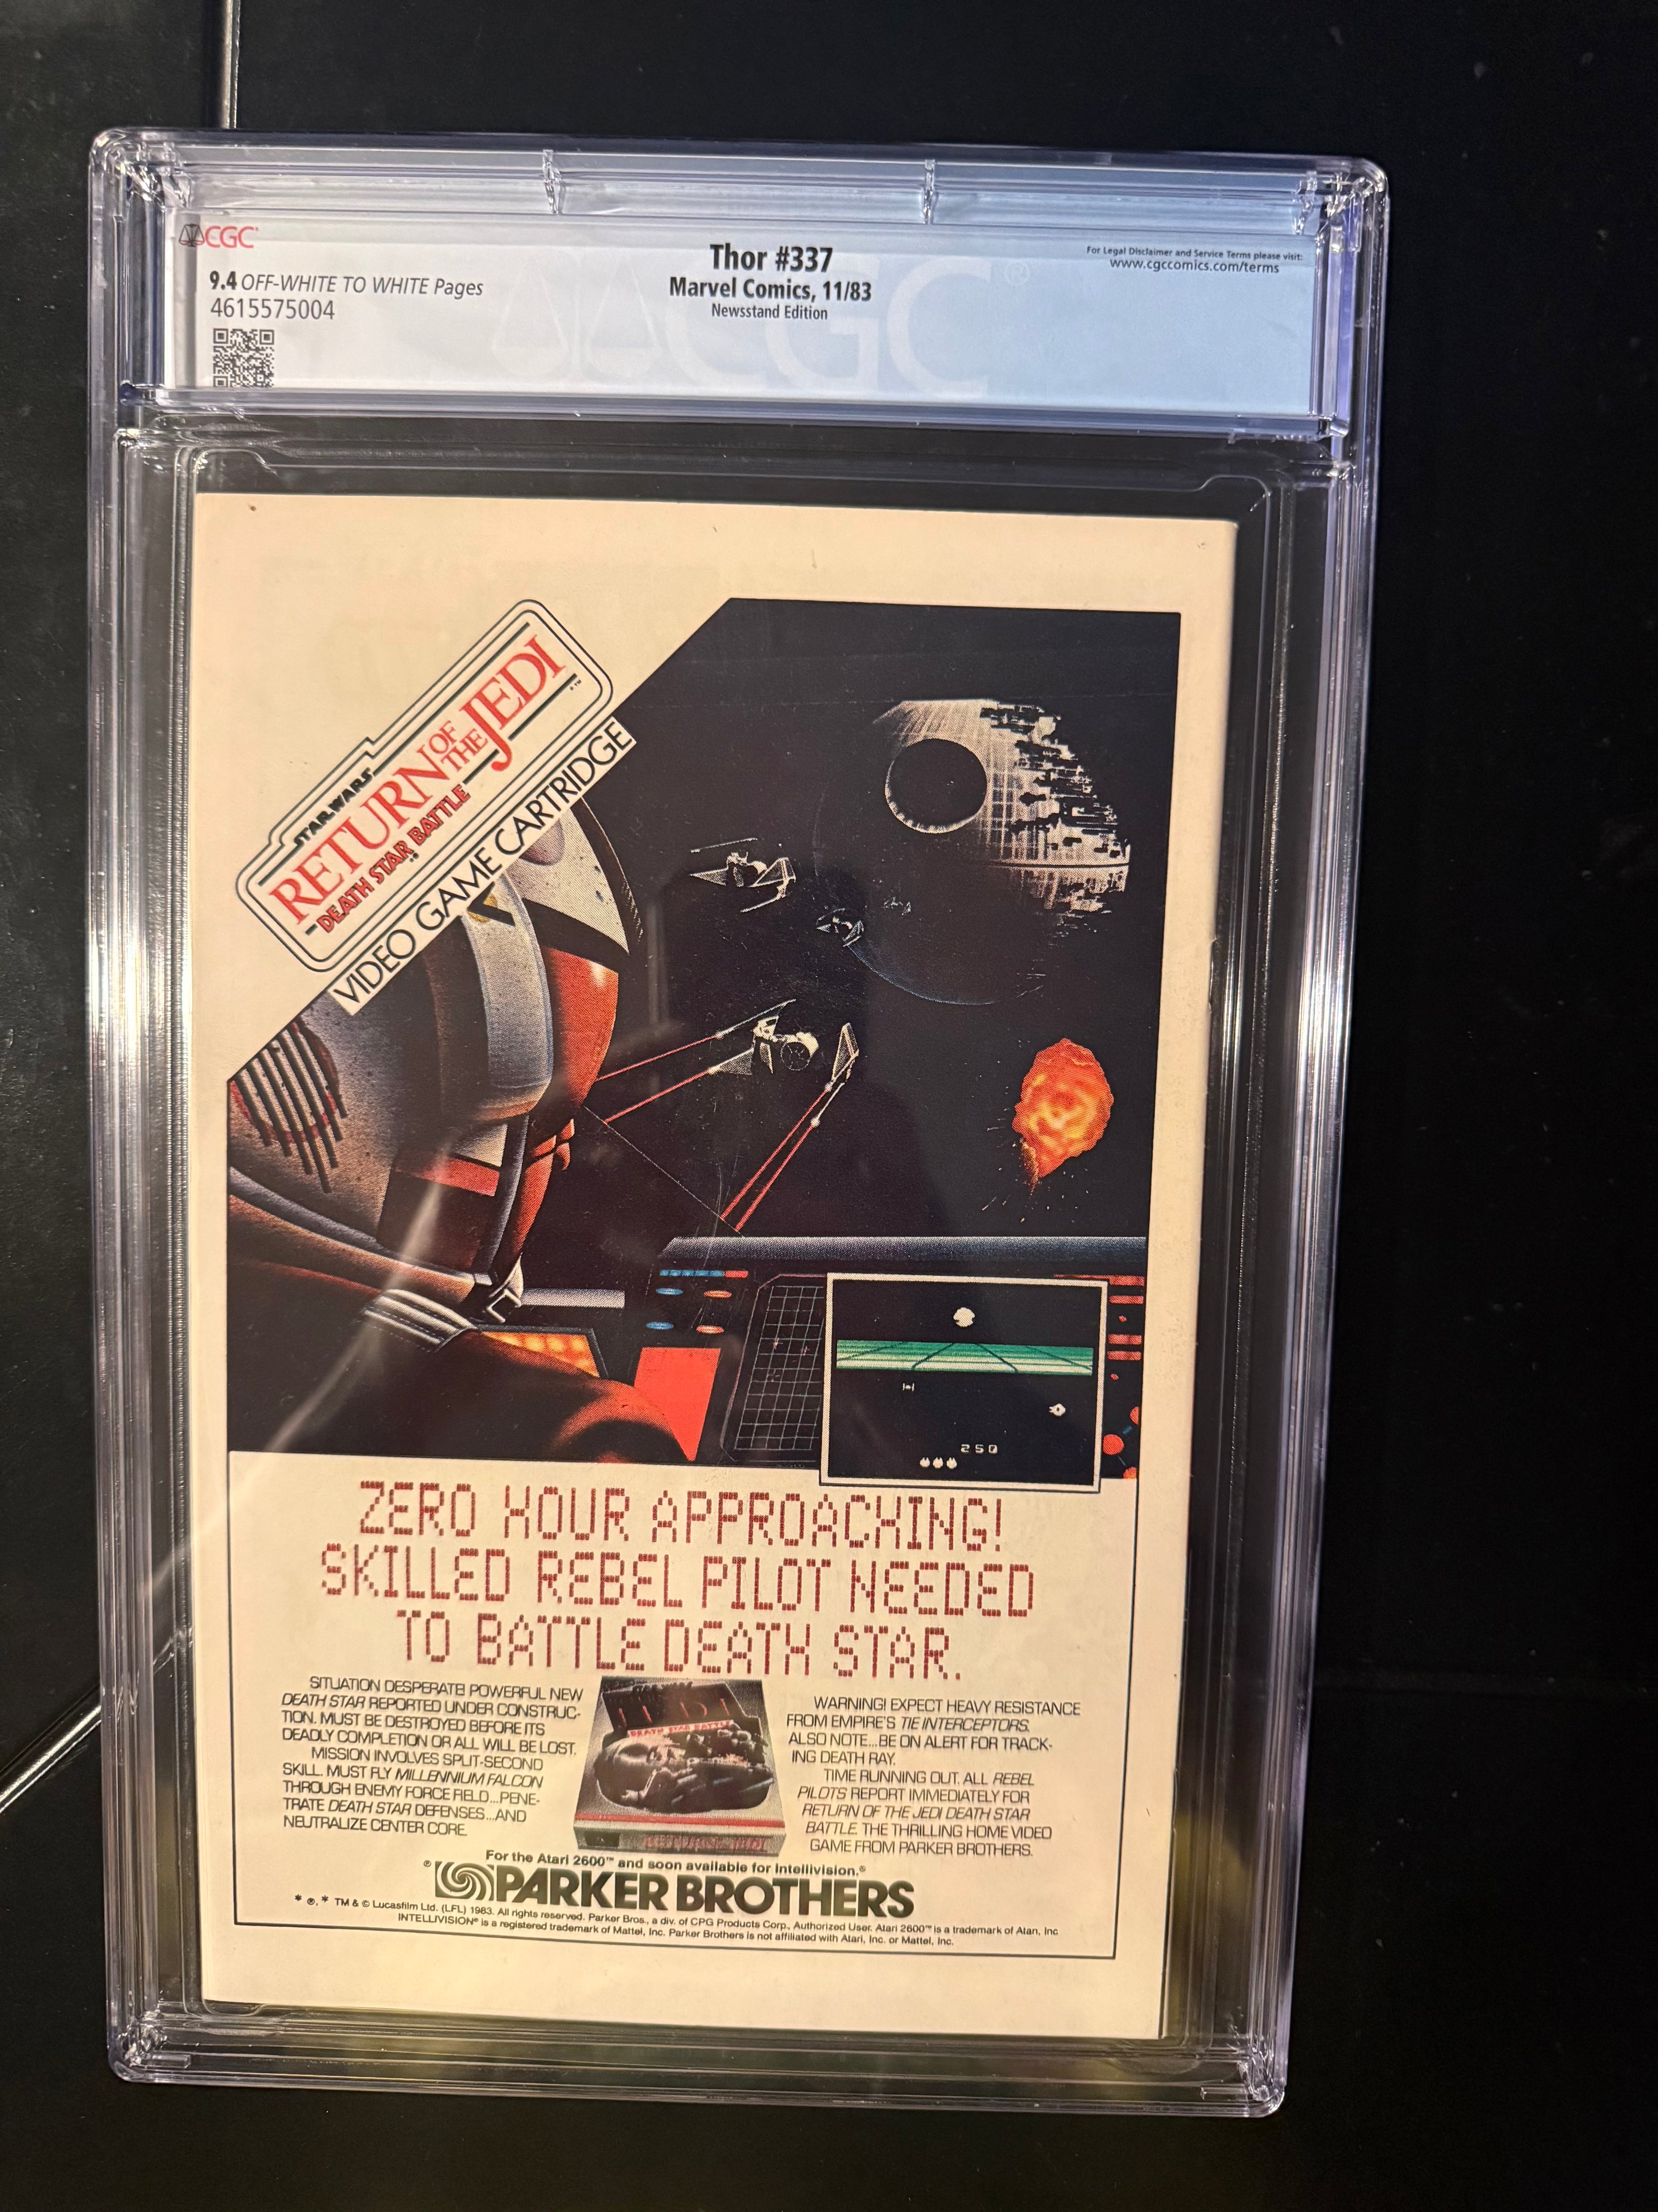 CGC
Thor #337
For Legal Disclaimer and Service Terms please visit:
www.cgccomics.com/terms
9.4 OFF-WHITE TO WHITE Pages
Marvel Comics, 11/83
4615575004
Newsstand Edition
CGC®
STAR WARS
RETURN OF THE JEDI™
DEATH STAR BATTLE
VIDEO GAME CARTRIDGE
250
ZERO HOUR APPROACHING!
SKILLED REBEL PILOT NEEDED
TO BATTLE DEATH STAR.
SITUATION DESPERATE! POWERFUL NEW
DEATH STAR REPORTED UNDER CONSTRUC-
TION. MUST BE DESTROYED BEFORE ITS
DEADLY COMPLETION OR ALL WILL BE LOST.
MISSION INVOLVES SPLIT-SECOND
SKILL. MUST FLY MILLENNIUM FALCON
THROUGH ENEMY FORCE FIELD...PENE-
TRATE DEATH STAR DEFENSES...AND
NEUTRALIZE CENTER CORE.
DEATH STAR BATTLE
RETURN JEDI
WARNING! EXPECT HEAVY RESISTANCE
FROM EMPIRE'S TIE INTERCEPTORS.
ALSO NOTE...BE ON ALERT FOR TRACK-
ING DEATH RAY.
TIME RUNNING OUT. ALL REBEL
PILOTS REPORT IMMEDIATELY FOR
RETURN OF THE JEDI DEATH STAR
BATTLE. THE THRILLING HOME VIDEO
GAME FROM PARKER BROTHERS.
For the Atari 2600™ and soon available for Intellivision.®
® PARKER BROTHERS
* ®, * TM & © Lucasfilm Ltd. (LFL) 1983. All rights reserved. Parker Bros., a div. of CPG Products Corp., Authorized User. Atari 2600™ is a trademark of Atari, Inc
INTELLIVISION® is a registered trademark of Mattel, Inc. Parker Brothers is not affiliated with Atari, Inc. or Mattel, Inc.